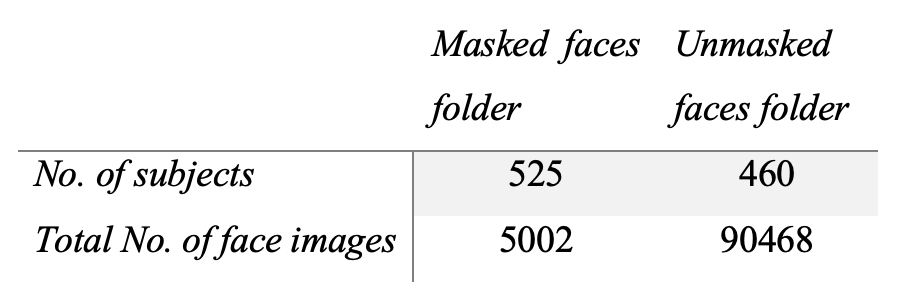 Masked faces Unmasked
folder faces folder
No. of subjects 525 460
Total No. of face images 5002 90468